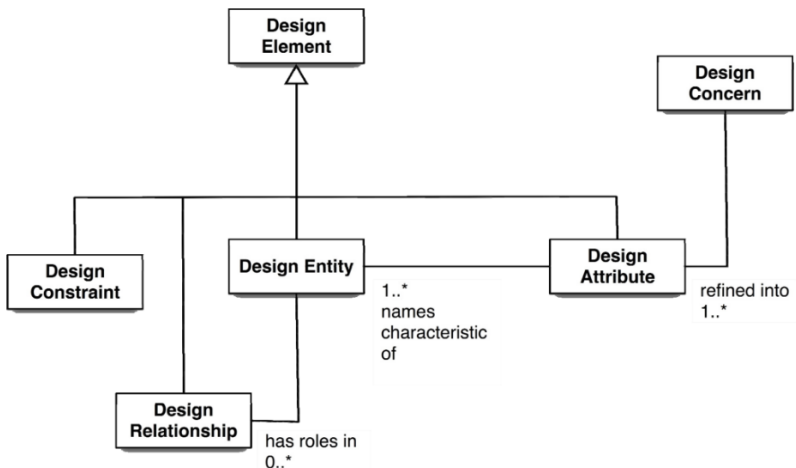 Design
Element
Design
Concern
Design
Constraint
Design Entity
Design
Attribute
1..*
names
characteristic
of
refined into
1..*
Design
Relationship
has roles in
0..*